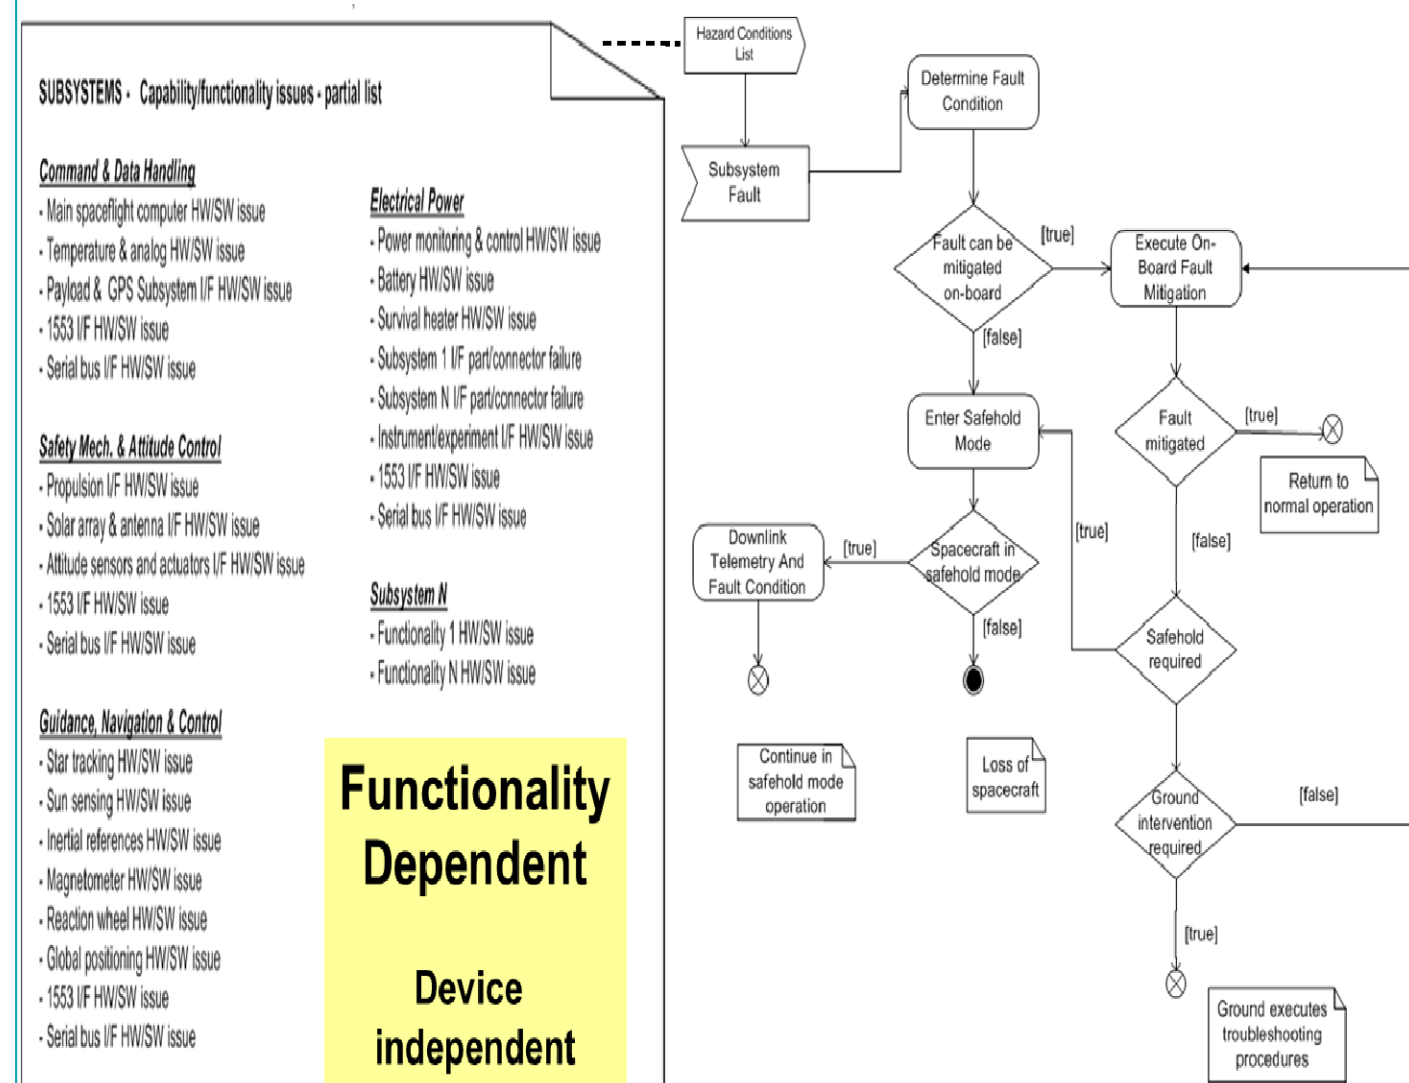 SUBSYSTEMS - Capability/functionality issues - partial list
Command & Data Handling
- Main spaceflight computer HW/SW issue
- Temperature & analog HW/SW issue
- Payload & GPS Subsystem I/F HW/SW issue
- 1553 I/F HW/SW issue
- Serial bus I/F HW/SW issue
Safety Mech. & Attitude Control
- Propulsion I/F HW/SW issue
- Solar array & antenna I/F HW/SW issue
- Attitude sensors and actuators I/F HW/SW issue
- 1553 I/F HW/SW issue
- Serial bus I/F HW/SW issue
Guidance, Navigation & Control
- Star tracking HW/SW issue
- Sun sensing HW/SW issue
- Inertial references HW/SW issue
- Magnetometer HW/SW issue
- Reaction wheel HW/SW issue
- Global positioning HW/SW issue
- 1553 I/F HW/SW issue
- Serial bus I/F HW/SW issue
Electrical Power
- Power monitoring & control HW/SW issue
- Battery HW/SW issue
- Survival heater HW/SW issue
- Subsystem 1 I/F part/connector failure
- Subsystem N I/F part/connector failure
- Instrument/experiment I/F HW/SW issue
- 1553 I/F HW/SW issue
- Serial bus I/F HW/SW issue
Subsystem N
- Functionality 1 HW/SW issue
- Functionality N HW/SW issue
Functionality
Dependent
Device
independent
Hazard Conditions
List
Subsystem
Fault
Determine Fault
Condition
Fault can be
mitigated
on-board
[true]
[false]
Execute On-
Board Fault
Mitigation
Fault
mitigated
[true]
Return to
normal operation
[false]
Enter Safehold
Mode
[true]
Spacecraft in
safehold mode
[true]
Downlink
Telemetry And
Fault Condition
[false]
Continue in
safehold mode
operation
Loss of
spacecraft
Safehold
required
Ground
intervention
required
[false]
[true]
Ground executes
troubleshooting
procedures